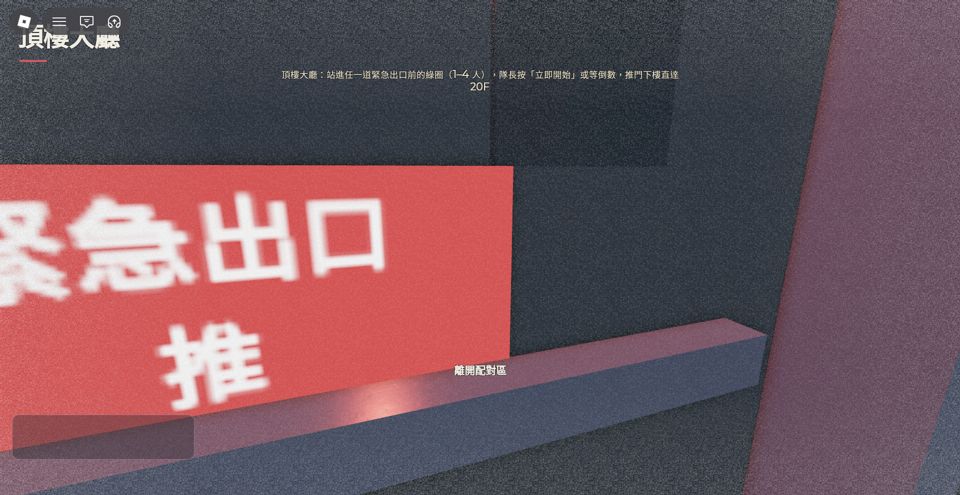 頂樓大廳
頂樓大廳：站進任一道緊急出口前的綠圈（1–4 人），隊長按「立即開始」或等倒數，推門下樓直達
20F
緊急出口
推
離開配對區